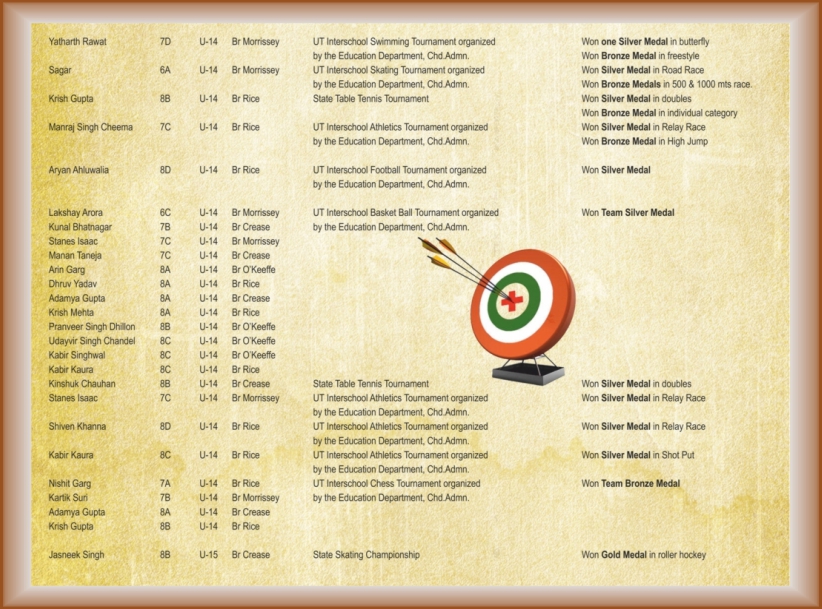 Yatharth Rawat 7D U-14 Br Morrissey UT Interschool Swimming Tournament organized Won one Silver Medal in butterfly
by the Education Department, Chd.Admn. Won Bronze Medal in freestyle
Sagar 6A U-14 Br Morrissey UT Interschool Skating Tournament organized Won Silver Medal in Road Race
by the Education Department, Chd.Admn. Won Bronze Medals in 500 & 1000 mts race.
Krish Gupta 8B U-14 Br Rice State Table Tennis Tournament Won Silver Medal in doubles
Won Bronze Medal in individual category
Manraj Singh Cheema 7C U-14 Br Rice UT Interschool Athletics Tournament organized Won Silver Medal in Relay Race
by the Education Department, Chd.Admn. Won Bronze Medal in High Jump
Aryan Ahluwalia 8D U-14 Br Rice UT Interschool Football Tournament organized Won Silver Medal
by the Education Department, Chd.Admn.
Lakshay Arora 6C U-14 Br Morrissey UT Interschool Basket Ball Tournament organized Won Team Silver Medal
Kunal Bhatnagar 7B U-14 Br Crease by the Education Department, Chd.Admn.
Stanes Isaac 7C U-14 Br Morrissey
Manan Taneja 7C U-14 Br Crease
Arin Garg 8A U-14 Br O'Keeffe
Dhruv Yadav 8A U-14 Br Rice
Adamya Gupta 8A U-14 Br Crease
Krish Mehta 8A U-14 Br Rice
Pranveer Singh Dhillon 8B U-14 Br O'Keeffe
Udayvir Singh Chandel 8C U-14 Br O'Keeffe
Kabir Singhwal 8C U-14 Br O'Keeffe
Kabir Kaura 8C U-14 Br Rice
Kinshuk Chauhan 8B U-14 Br Crease State Table Tennis Tournament Won Silver Medal in doubles
Stanes Isaac 7C U-14 Br Morrissey UT Interschool Athletics Tournament organized Won Silver Medal in Relay Race
by the Education Department, Chd.Admn.
Shiven Khanna 8D U-14 Br Rice UT Interschool Athletics Tournament organized Won Silver Medal in Relay Race
by the Education Department, Chd.Admn.
Kabir Kaura 8C U-14 Br Rice UT Interschool Athletics Tournament organized Won Silver Medal in Shot Put
by the Education Department, Chd.Admn.
Nishit Garg 7A U-14 Br Rice UT Interschool Chess Tournament organized Won Team Bronze Medal
Kartik Suri 7B U-14 Br Morrissey by the Education Department, Chd.Admn.
Adamya Gupta 8A U-14 Br Crease
Krish Gupta 8B U-14 Br Rice
Jasneek Singh 8B U-15 Br Crease State Skating Championship Won Gold Medal in roller hockey